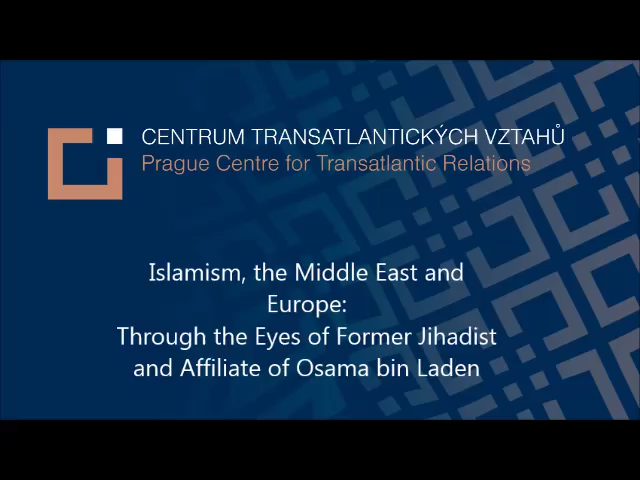 CENTRUM TRANSATLANTICKÝCH VZTAHŮ
Prague Centre for Transatlantic Relations
Islamism, the Middle East and
Europe:
Through the Eyes of Former Jihadist
and Affiliate of Osama bin Laden